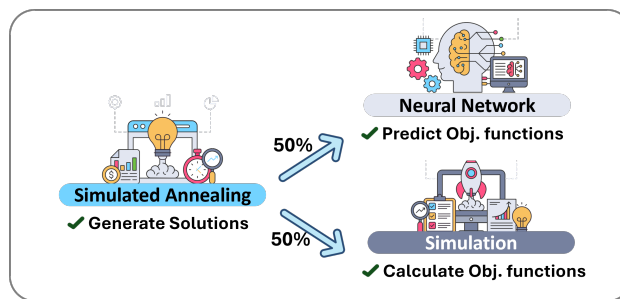 Neural Network
✔ Predict Obj. functions
50%
Simulated Annealing
✔ Generate Solutions
50%
Simulation
✔ Calculate Obj. functions